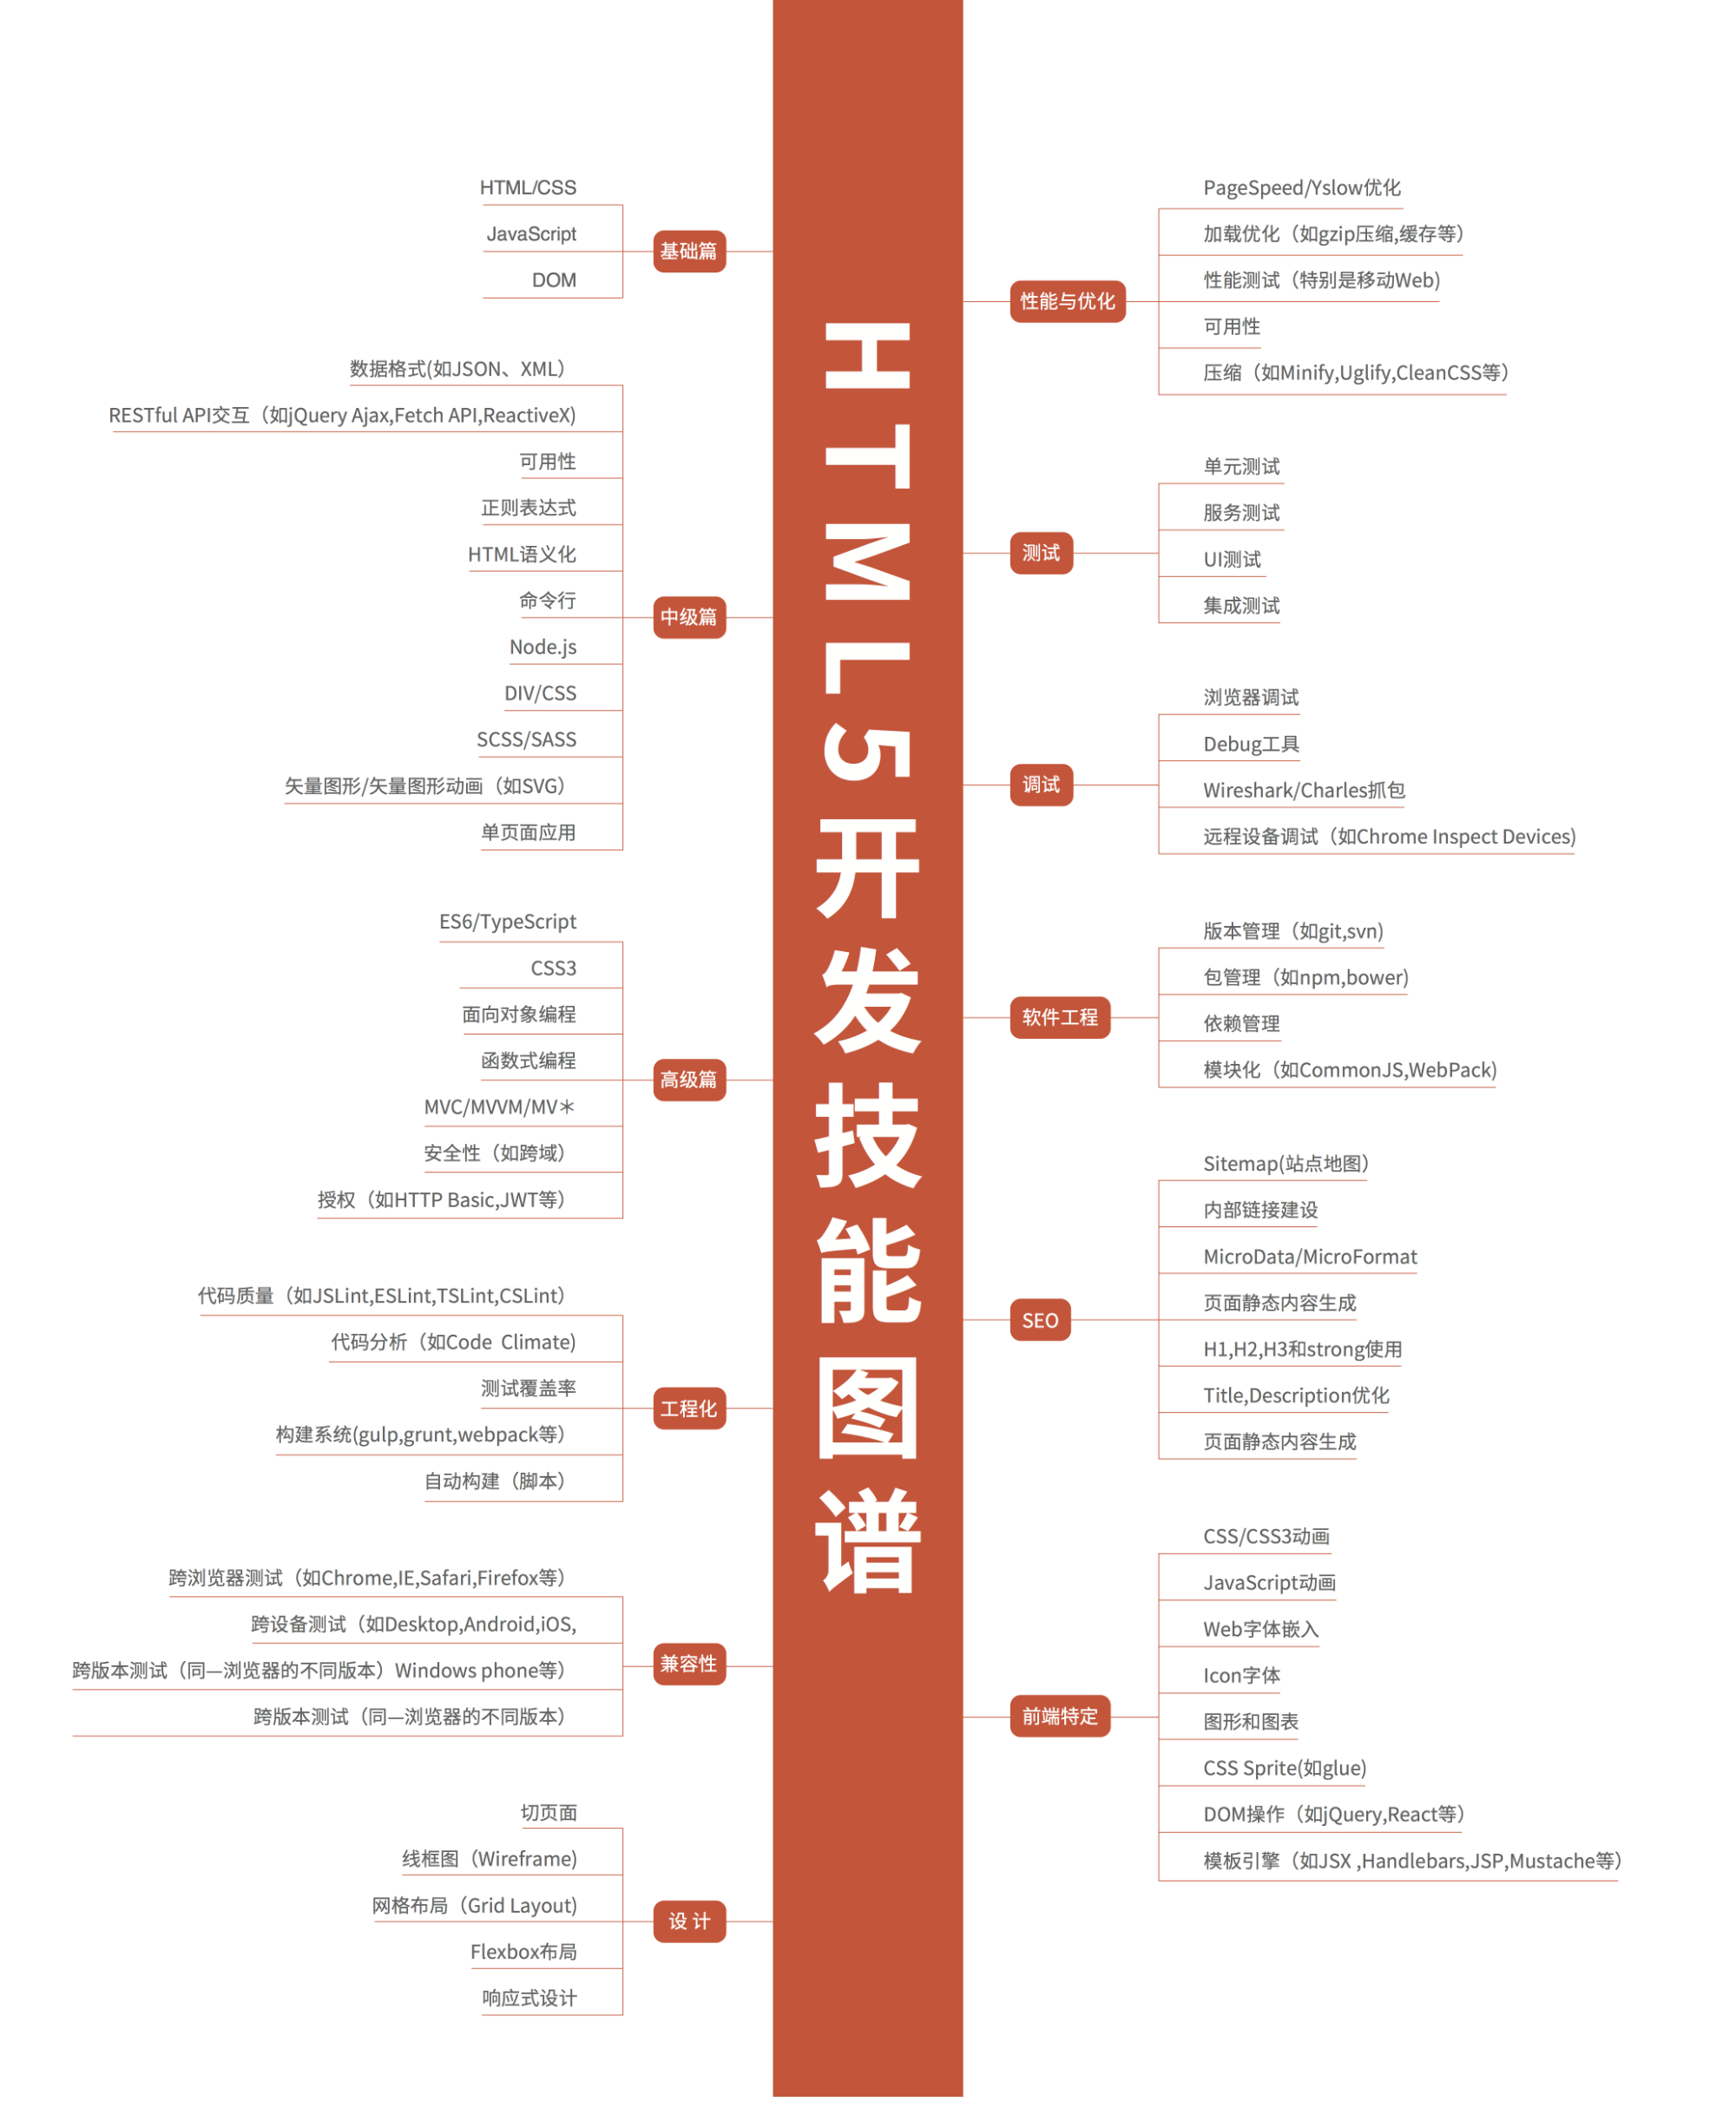 HTML5开发技能图谱
基础篇
HTML/CSS
JavaScript
DOM
中级篇
数据格式(如JSON、XML）
RESTful API交互（如jQuery Ajax,Fetch API,ReactiveX)
可用性
正则表达式
HTML语义化
命令行
Node.js
DIV/CSS
SCSS/SASS
矢量图形/矢量图形动画（如SVG）
单页面应用
高级篇
ES6/TypeScript
CSS3
面向对象编程
函数式编程
MVC/MVVM/MV＊
安全性（如跨域）
授权（如HTTP Basic,JWT等）
工程化
代码质量（如JSLint,ESLint,TSLint,CSLint）
代码分析（如Code Climate)
测试覆盖率
构建系统(gulp,grunt,webpack等）
自动构建（脚本）
兼容性
跨浏览器测试（如Chrome,IE,Safari,Firefox等）
跨设备测试（如Desktop,Android,iOS,
跨版本测试（同—浏览器的不同版本）Windows phone等）
跨版本测试（同—浏览器的不同版本）
设 计
切页面
线框图（Wireframe)
网格布局（Grid Layout)
Flexbox布局
响应式设计
性能与优化
PageSpeed/Yslow优化
加载优化（如gzip压缩,缓存等）
性能测试（特别是移动Web)
可用性
压缩（如Minify,Uglify,CleanCSS等）
测试
单元测试
服务测试
UI测试
集成测试
调试
浏览器调试
Debug工具
Wireshark/Charles抓包
远程设备调试（如Chrome Inspect Devices)
软件工程
版本管理（如git,svn)
包管理（如npm,bower)
依赖管理
模块化（如CommonJS,WebPack)
SEO
Sitemap(站点地图）
内部链接建设
MicroData/MicroFormat
页面静态内容生成
H1,H2,H3和strong使用
Title,Description优化
页面静态内容生成
前端特定
CSS/CSS3动画
JavaScript动画
Web字体嵌入
Icon字体
图形和图表
CSS Sprite(如glue)
DOM操作（如jQuery,React等）
模板引擎（如JSX ,Handlebars,JSP,Mustache等）